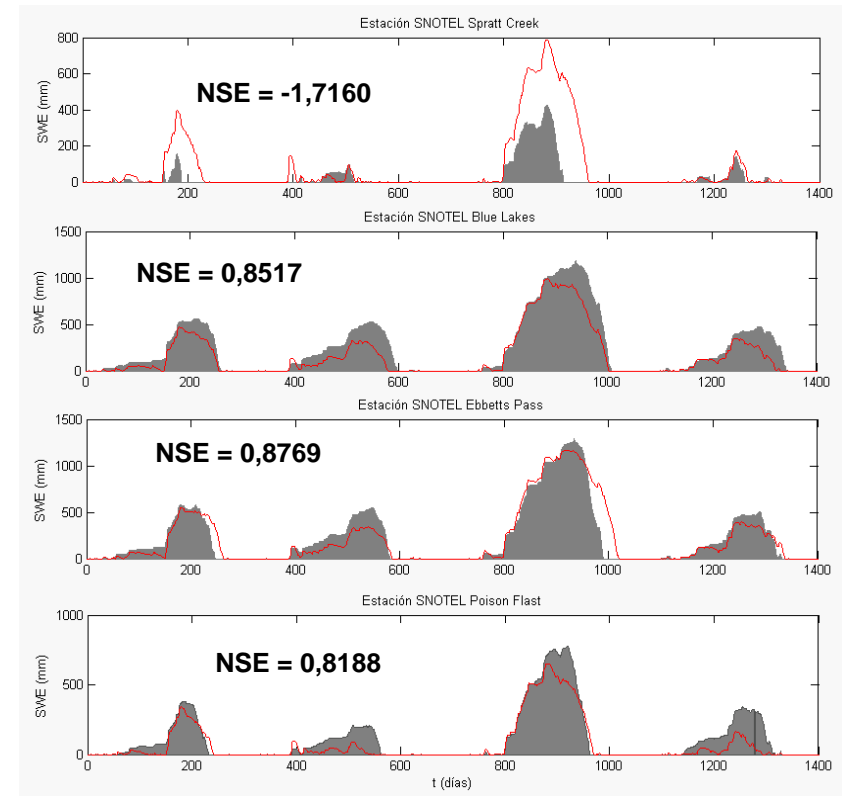 Estación SNOTEL Spratt Creek
800
600
400
200
0
SWE (mm)
NSE = -1,7160
200 400 600 800 1000 1200 1400
Estación SNOTEL Blue Lakes
1500
1000
500
0
SWE (mm)
NSE = 0,8517
0 200 400 600 800 1000 1200 1400
Estación SNOTEL Ebbetts Pass
1500
1000
500
0
SWE (mm)
NSE = 0,8769
0 200 400 600 800 1000 1200 1400
Estación SNOTEL Poison Flast
1000
500
0
SWE (mm)
NSE = 0,8188
0 200 400 600 800 1000 1200 1400
t (días)